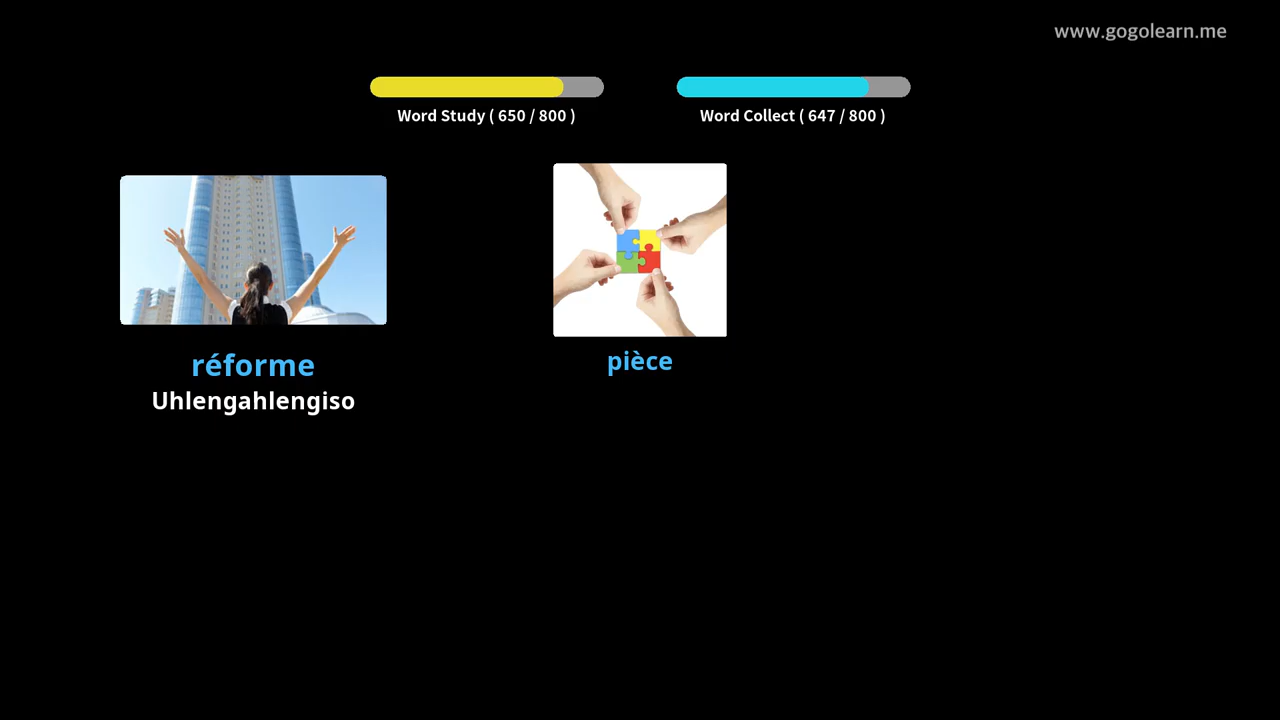 www.gogolearn.me
Word Study ( 650 / 800 )
Word Collect ( 647 / 800 )
réforme
Uhlengahlengiso
pièce